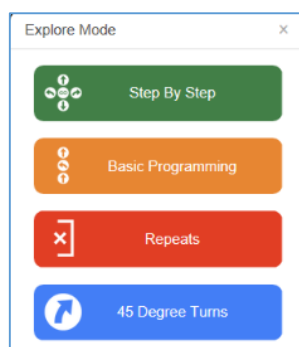 Explore Mode ×
Step By Step
Basic Programming
Repeats
45 Degree Turns